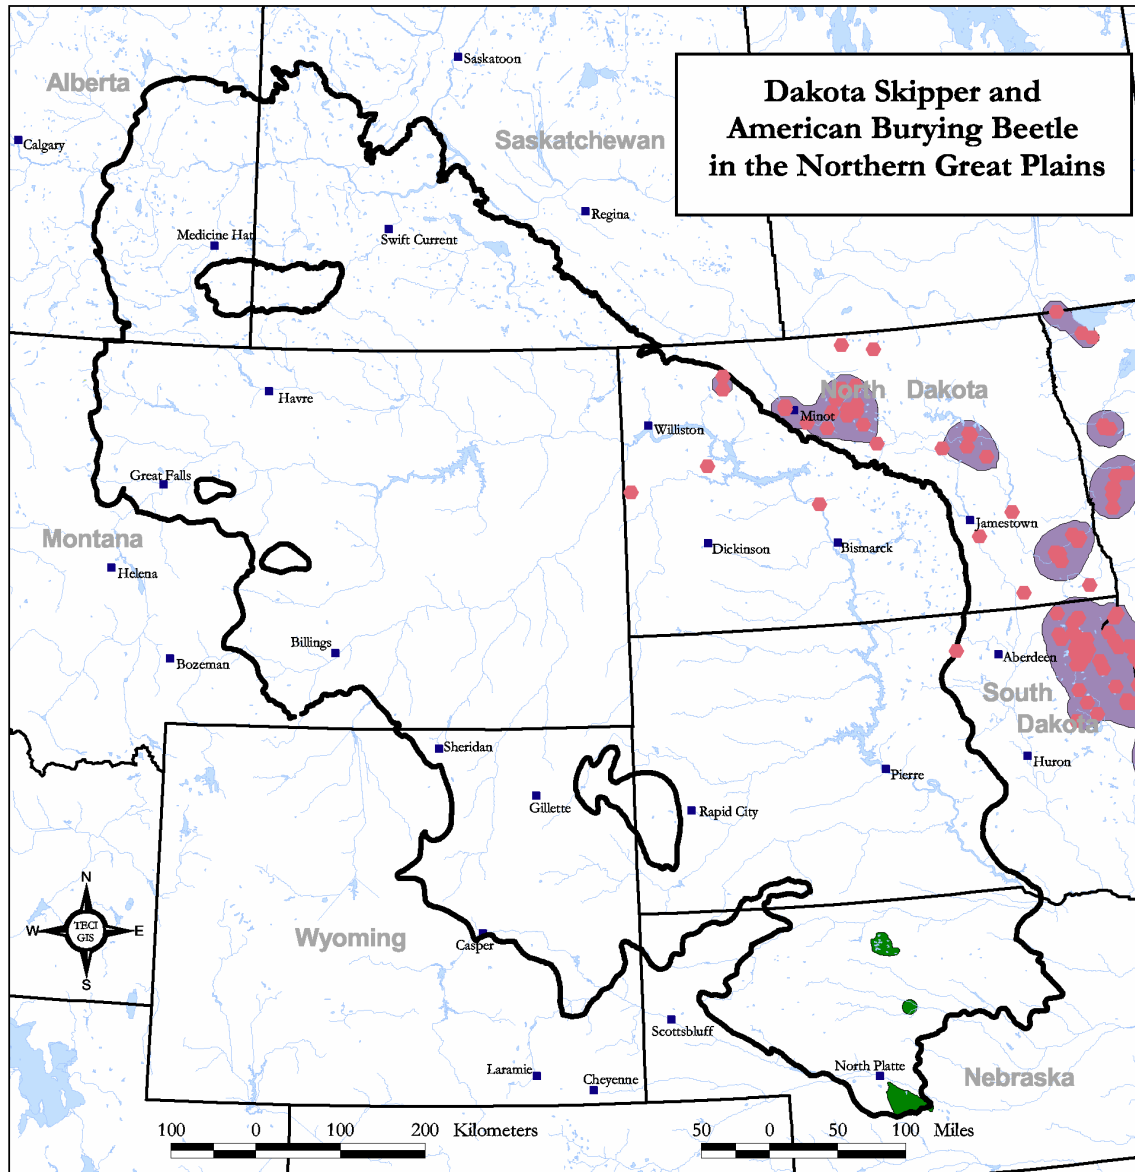 Saskatoon
Alberta
Dakota Skipper and
American Burying Beetle
in the Northern Great Plains
Calgary
Saskatchewan
Regina
Medicine Hat
Swift Current
Havre
North Dakota
Minot
Williston
Great Falls
Montana
Jamestown
Dickinson
Bismarck
Helena
Billings
Bozeman
Aberdeen
South
Dakota
Sheridan
Huron
Pierre
Gillette
Rapid City
N
W
TECI
GIS
E
S
Wyoming
Casper
Scottsbluff
Laramie
Cheyenne
North Platte
Nebraska
100 0 100 200 Kilometers
50 0 50 100 Miles